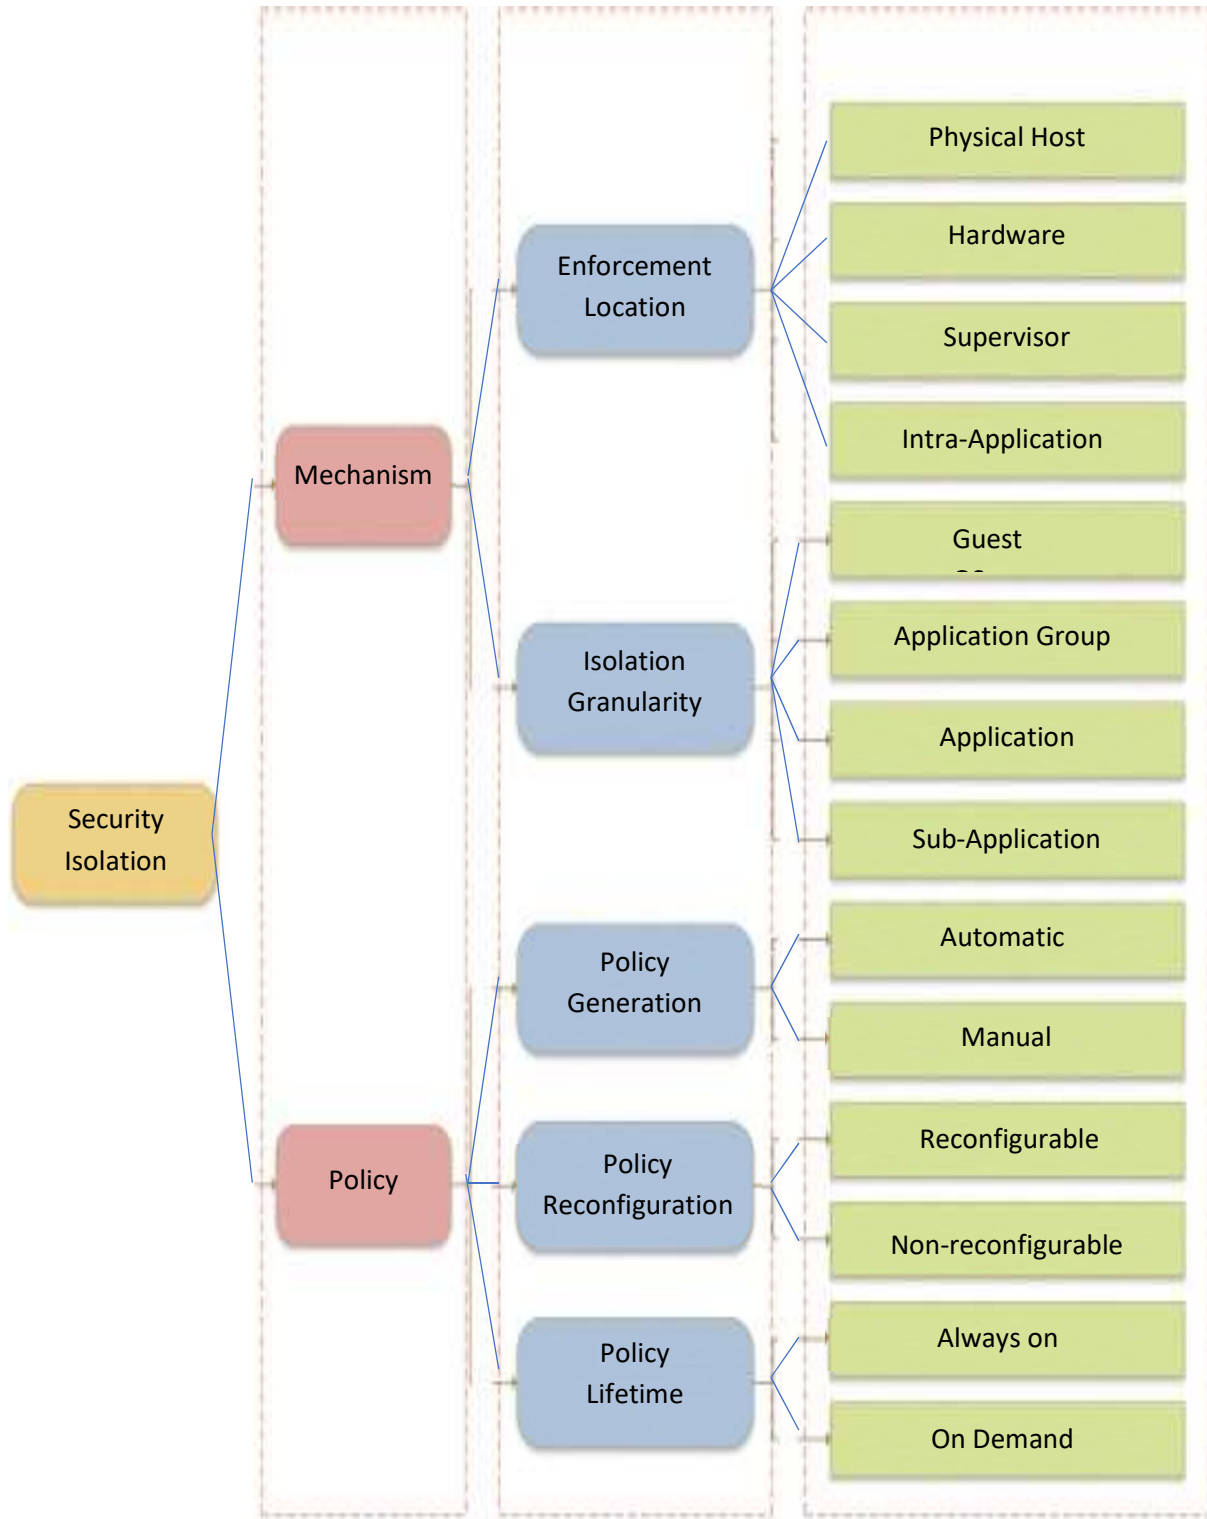 Security
Isolation
Mechanism
Policy
Enforcement
Location
Isolation
Granularity
Policy
Generation
Policy
Reconfiguration
Policy
Lifetime
Physical Host
Hardware
Supervisor
Intra-Application
Guest
Application Group
Application
Sub-Application
Automatic
Manual
Reconfigurable
Non-reconfigurable
Always on
On Demand